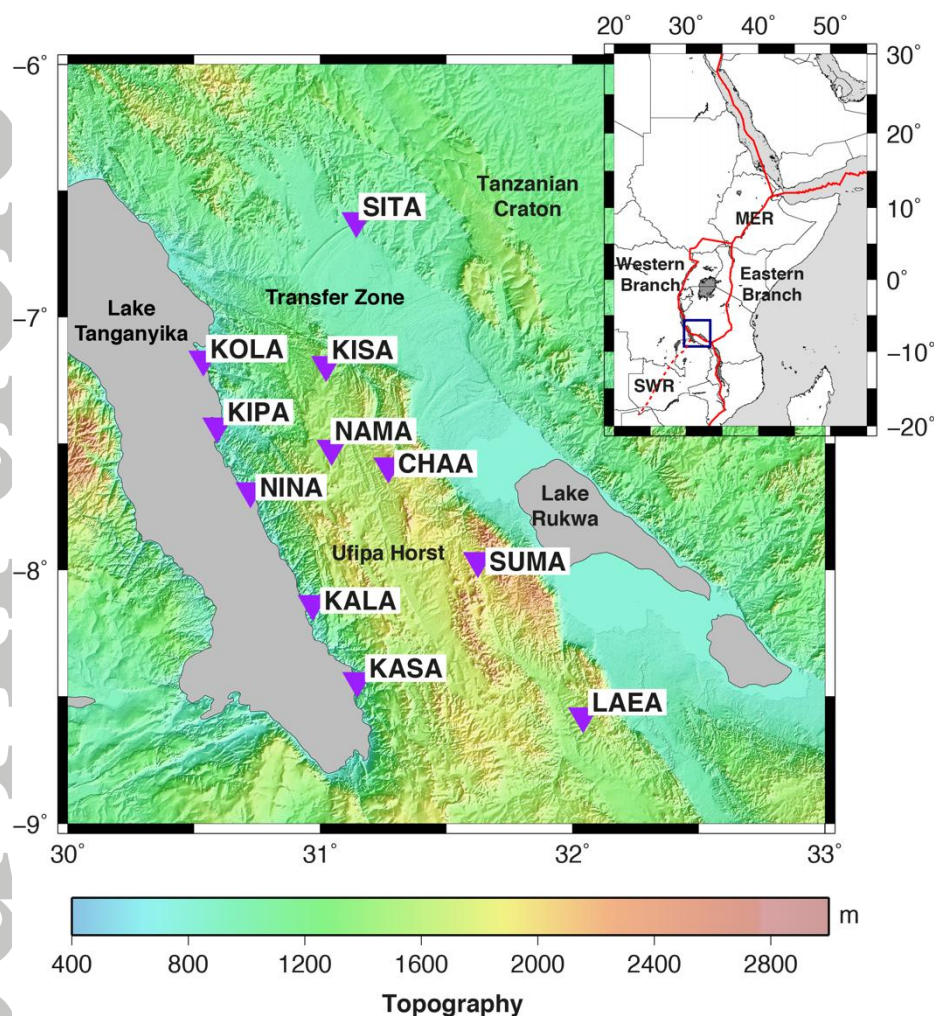 20° 30° 40° 50°
30°
20°
10°
0°
−10°
−20°
MER
Western
Branch
Eastern
Branch
SWR
−6°
−7°
−8°
−9°
30
31
32
33
Tanzanian
Craton
SITA
Transfer Zone
Lake
Tanganyika
KOLA
KISA
KIPA
NAMA
CHAA
NINA
Lake
Rukwa
Ufipa Horst
SUMA
KALA
KASA
LAEA
m
400 800 1200 1600 2000 2400 2800
Topography